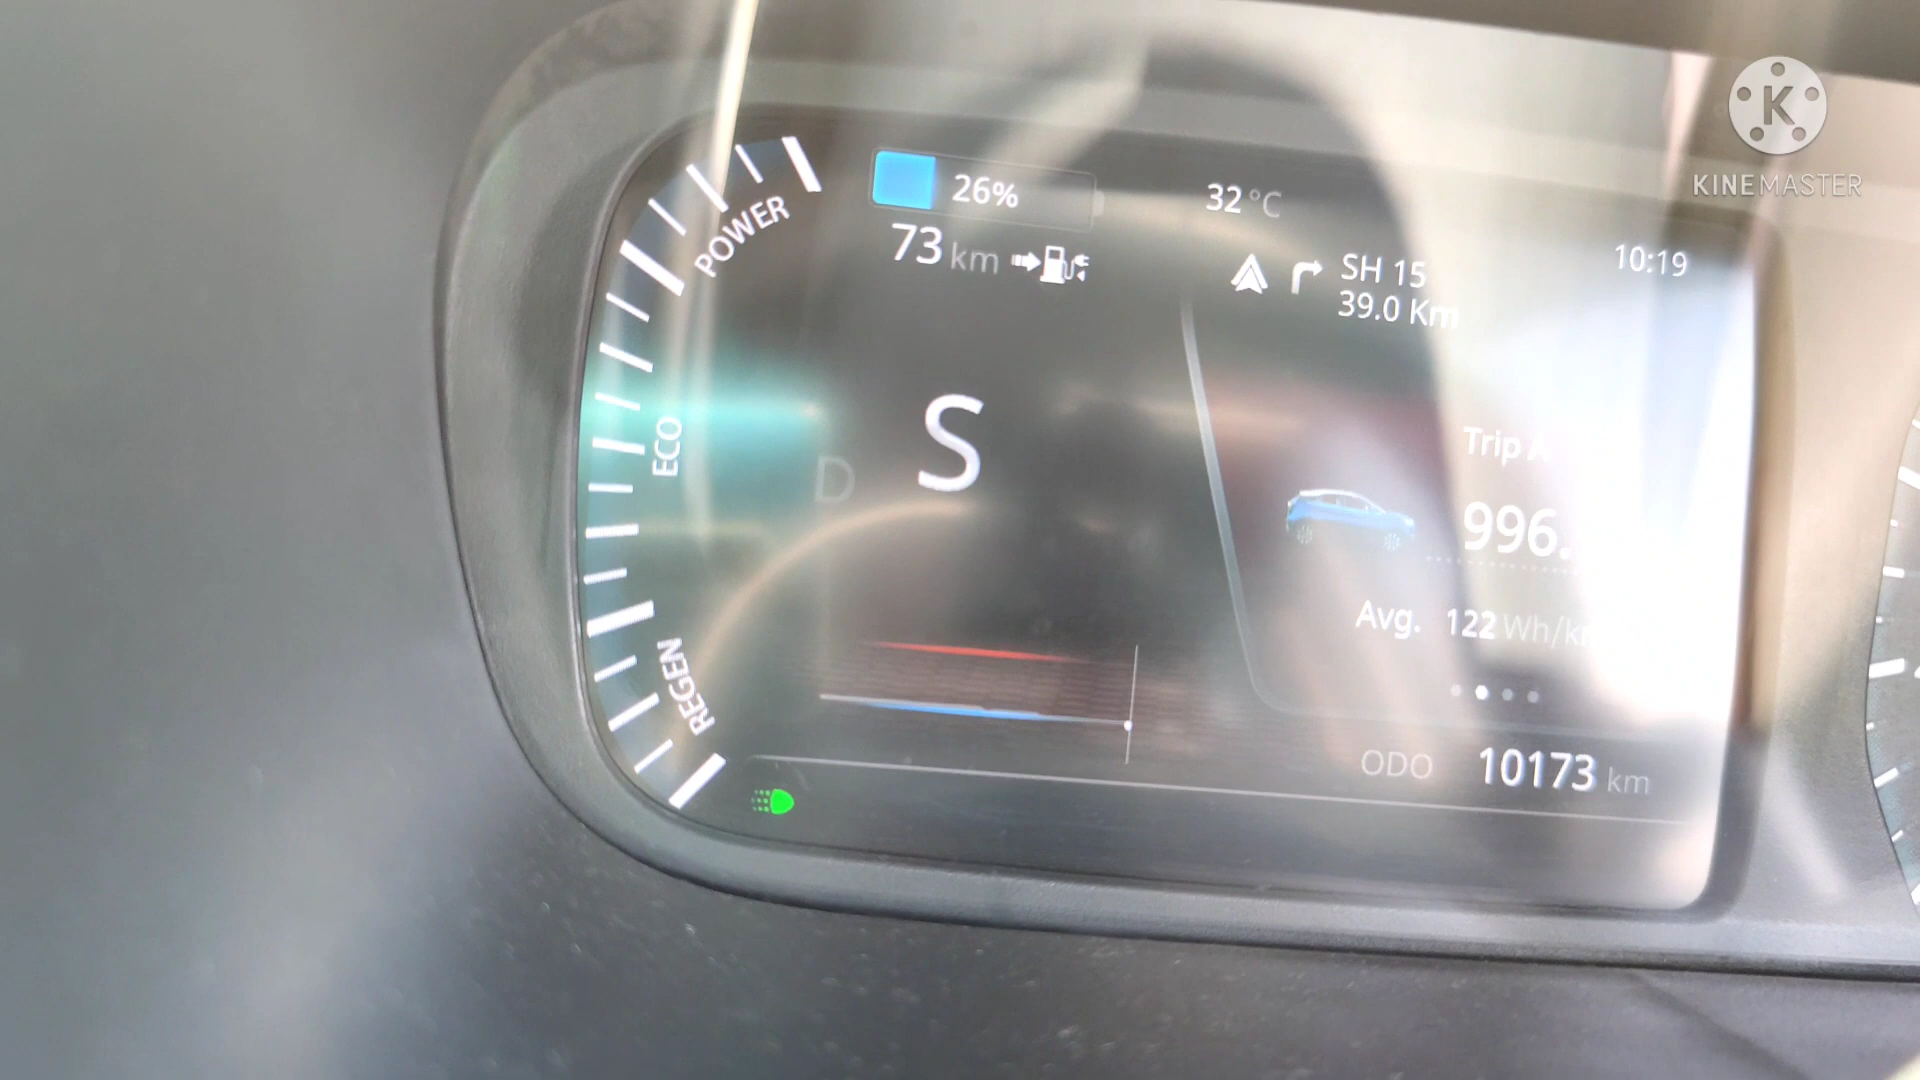 26%
32 °C
73 km
SH 15
39.0 Km
10:19
POWER
ECO
REGEN
D
S
Trip A
996.
Avg. 122 Wh/km
ODO 10173 km
K
KINEMASTER